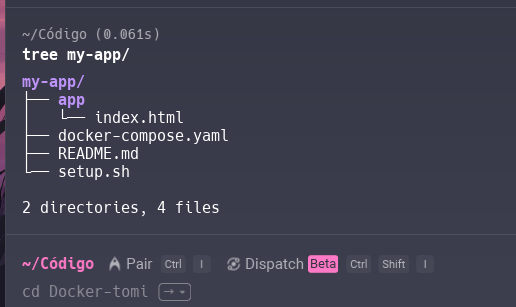 ~/Código (0.061s)
tree my-app/
my-app/
├── app
│   └── index.html
├── docker-compose.yaml
├── README.md
└── setup.sh
2 directories, 4 files
~/Código Pair Ctrl I Dispatch Beta Ctrl Shift I
cd Docker-tomi →